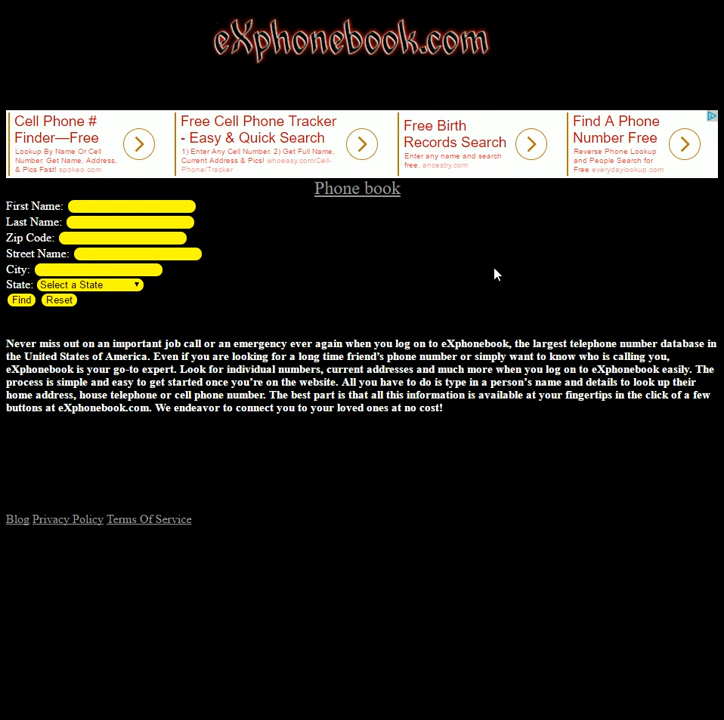 eXphonebook.com
Cell Phone #
Finder—Free
Lookup By Name Or Cell
Number. Get Name, Address,
& Pics Fast! spokeo.com
Free Cell Phone Tracker
- Easy & Quick Search
1) Enter Any Cell Number. 2) Get Full Name,
Current Address & Pics! whoeasy.com/Cell-
Phone/Tracker
Free Birth
Records Search
Enter any name and search
free. ancestry.com
Find A Phone
Number Free
Reverse Phone Lookup
and People Search for
Free everydaylookup.com
Phone book
First Name:
Last Name:
Zip Code:
Street Name:
City:
State: Select a State
Find Reset
Never miss out on an important job call or an emergency ever again when you log on to eXphonebook, the largest telephone number database in
the United States of America. Even if you are looking for a long time friend's phone number or simply want to know who is calling you,
eXphonebook is your go-to expert. Look for individual numbers, current addresses and much more when you log on to eXphonebook easily. The
process is simple and easy to get started once you're on the website. All you have to do is type in a person's name and details to look up their
home address, house telephone or cell phone number. The best part is that all this information is available at your fingertips in the click of a few
buttons at eXphonebook.com. We endeavor to connect you to your loved ones at no cost!
Blog Privacy Policy Terms Of Service